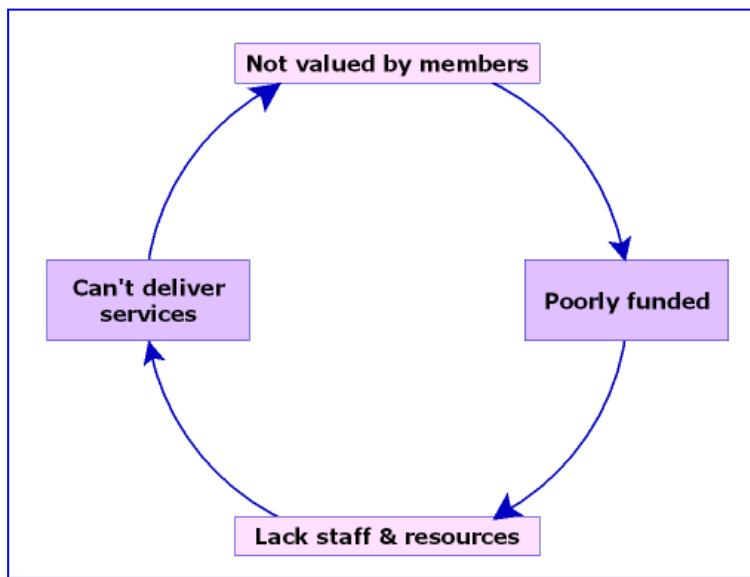 Not valued by members
Poorly funded
Lack staff & resources
Can't deliver
services